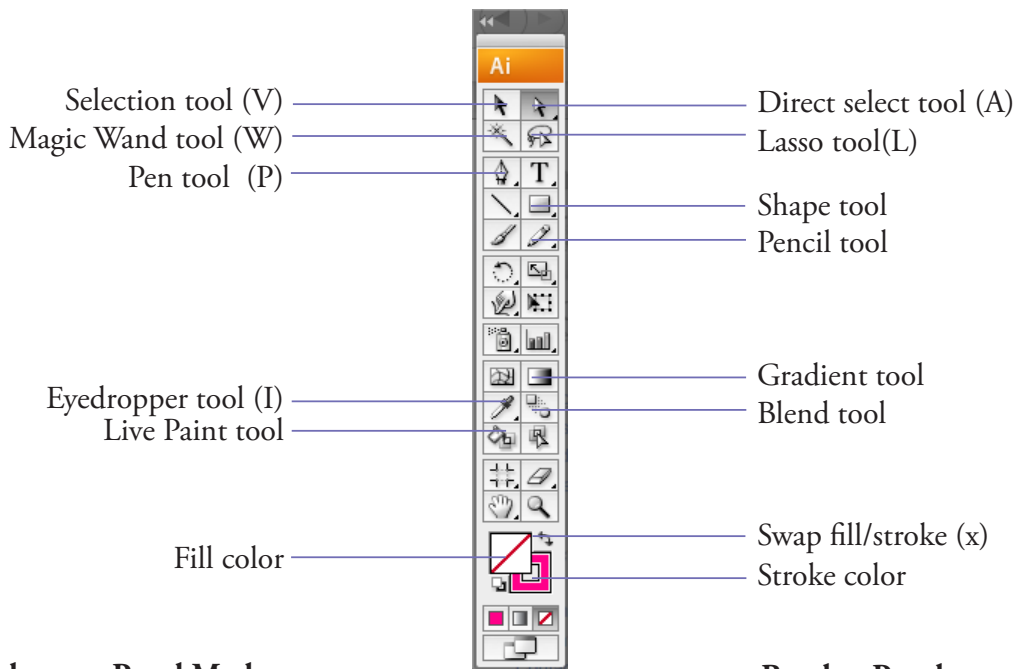 Ai
Selection tool (V)
Direct select tool (A)
Magic Wand tool (W)
Lasso tool(L)
Pen tool (P)
T
Shape tool
Pencil tool
Gradient tool
Eyedropper tool (I)
Blend tool
Live Paint tool
Swap fill/stroke (x)
Fill color
Stroke color